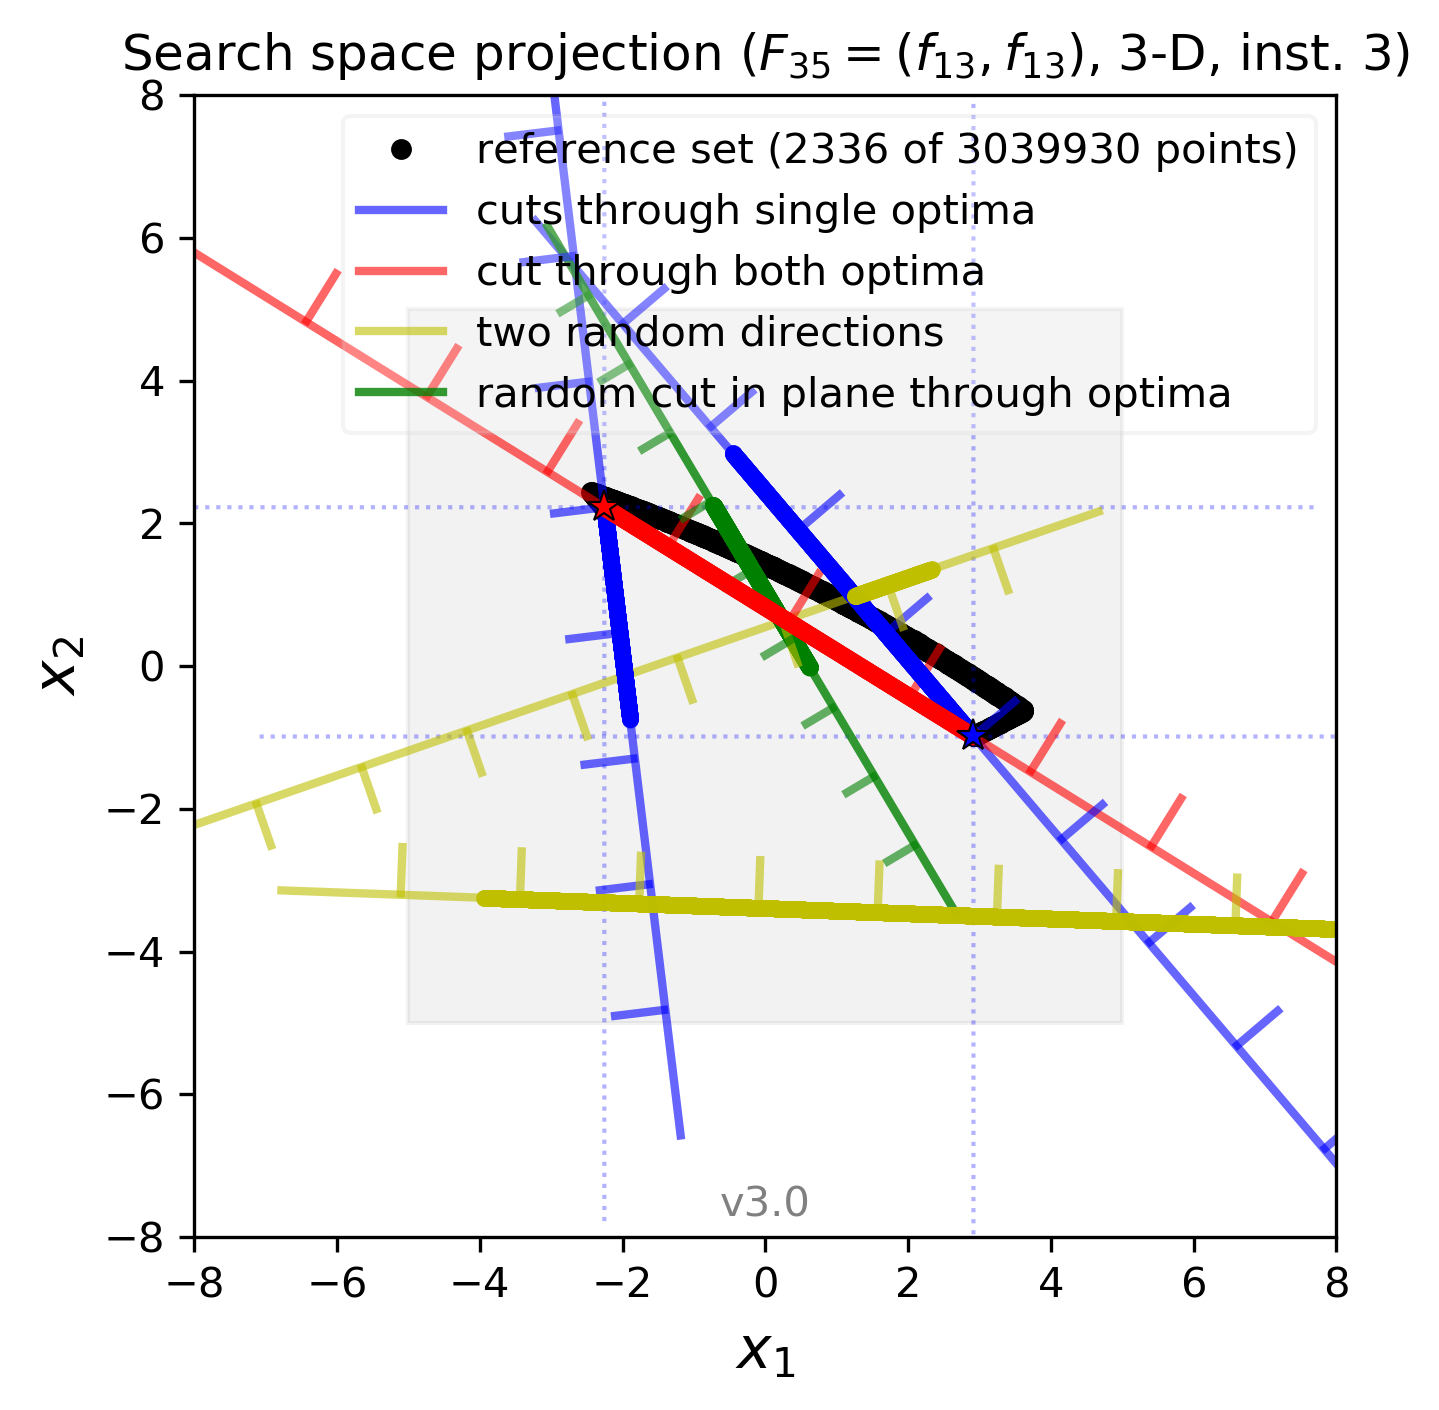 Search space projection (F35 = (f13, f13), 3-D, inst. 3)
reference set (2336 of 3039930 points)
cuts through single optima
cut through both optima
two random directions
random cut in plane through optima
8
6
4
2
0
−2
−4
−6
−8
x2
v3.0
−8 −6 −4 −2 0 2 4 6 8
x1